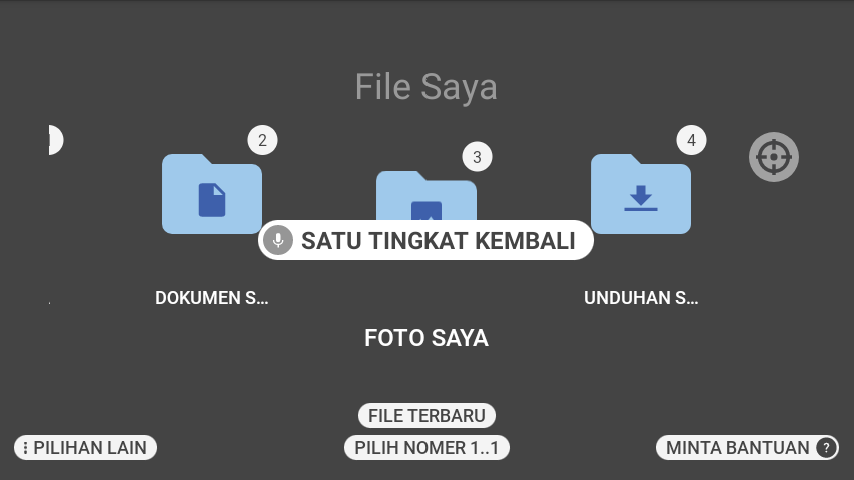 File Saya
2
3
4
SATU TINGKAT KEMBALI
DOKUMEN S...
UNDUHAN S...
FOTO SAYA
FILE TERBARU
PILIHAN LAIN
PILIH NOMER 1..1
MINTA BANTUAN ?